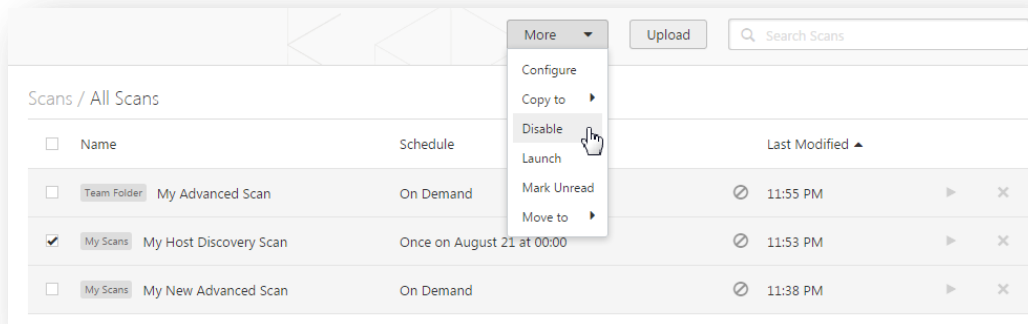 More
Upload
Search Scans
Configure
Copy to
Disable
Launch
Mark Unread
Move to
Scans / All Scans
Name Schedule Last Modified
Team Folder My Advanced Scan On Demand 11:55 PM
My Scans My Host Discovery Scan Once on August 21 at 00:00 11:53 PM
My Scans My New Advanced Scan On Demand 11:38 PM